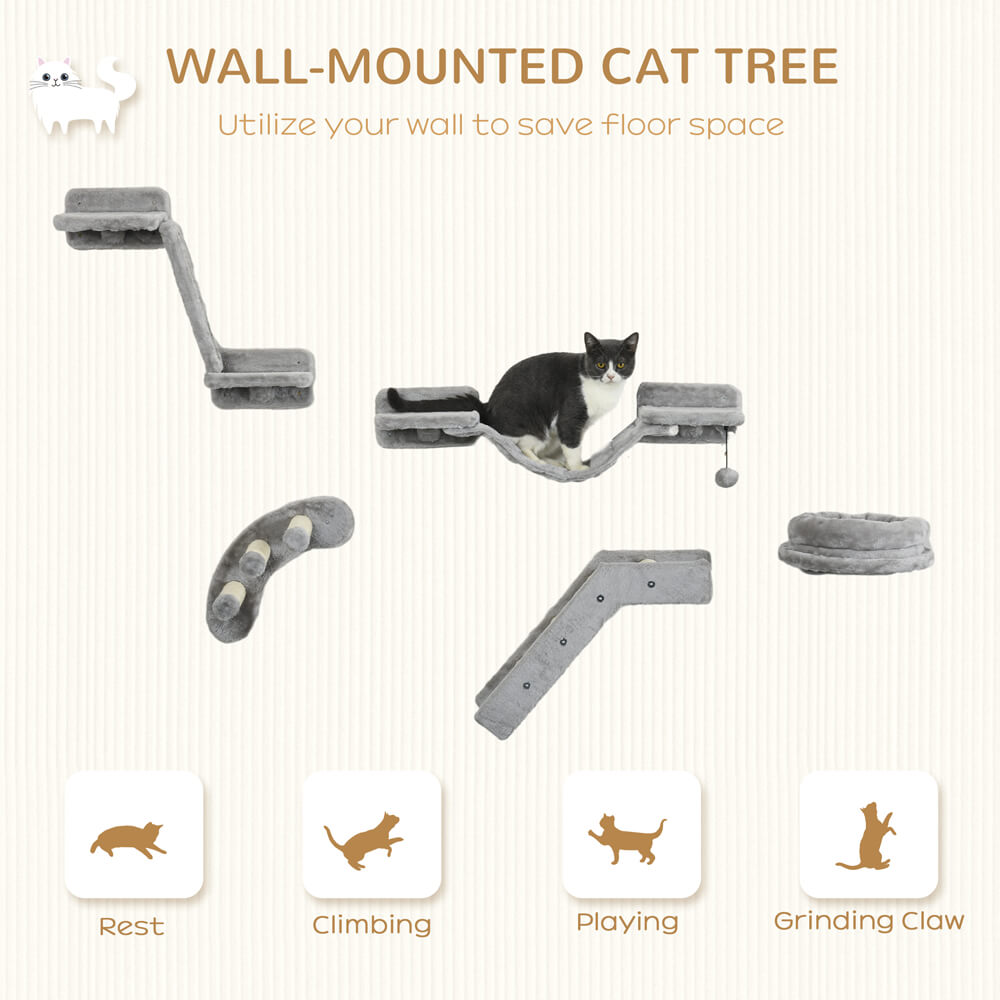 WALL-MOUNTED CAT TREE
Utilize your wall to save floor space
Rest
Climbing
Playing
Grinding Claw